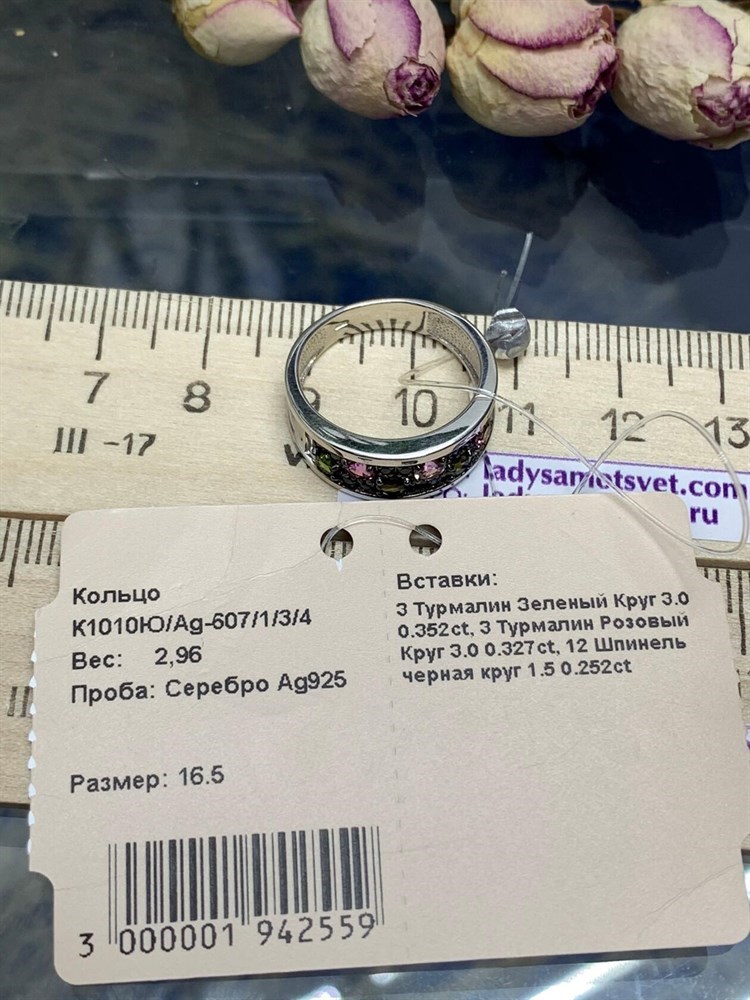 7 8 9 10 11 12 13
III -17
ladysamotsvet.com
ru
Кольцо
К1010Ю/Ag-607/1/3/4
Вес: 2,96
Проба: Серебро Ag925
Размер: 16.5
3 000001 942559
Вставки:
3 Турмалин Зеленый Круг 3.0
0.352ct, 3 Турмалин Розовый
Круг 3.0 0.327ct, 12 Шпинель
черная круг 1.5 0.252ct